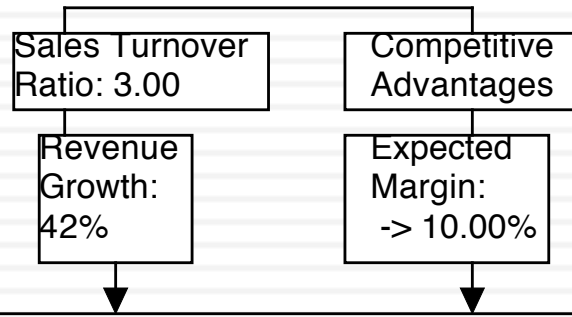 Sales Turnover
Ratio: 3.00
Competitive
Advantages
Revenue
Growth:
42%
Expected
Margin:
-> 10.00%